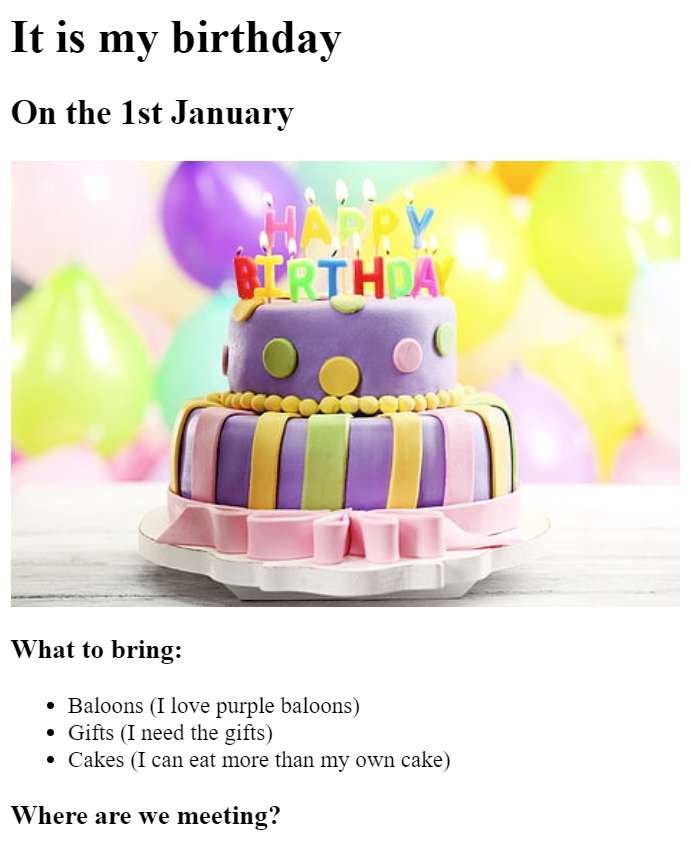 It is my birthday
On the 1st January
HAPPY
BIRTHDAY
What to bring:
Baloons (I love purple baloons)
Gifts (I need the gifts)
Cakes (I can eat more than my own cake)
Where are we meeting?